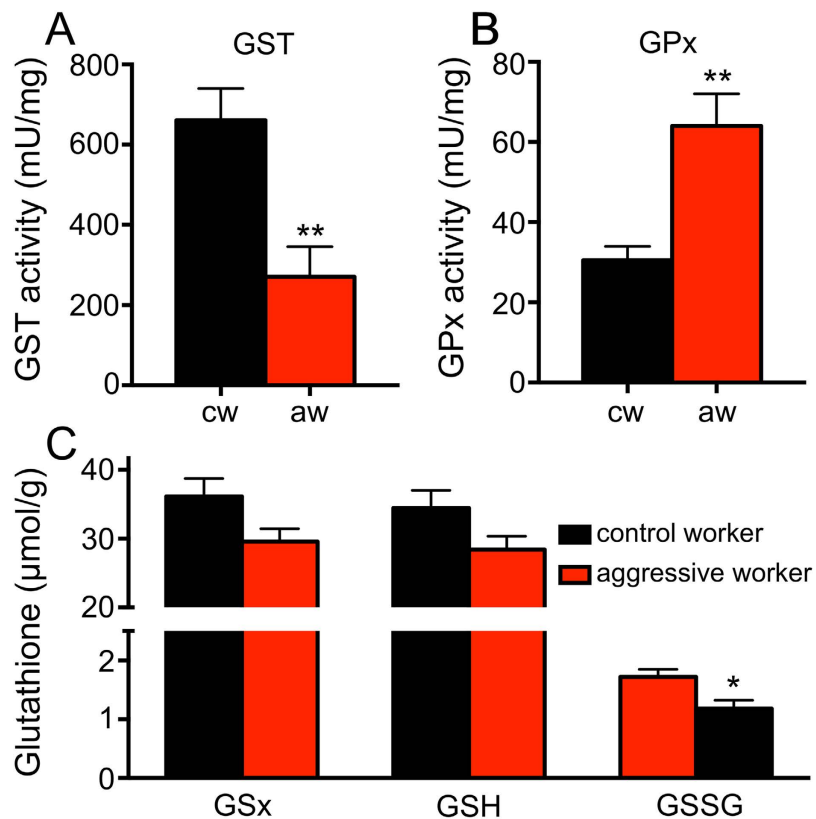 A
GST
GST activity (mU/mg)
800
600
400
200
0
**
cw
aw
B
GPx
GPx activity (mU/mg)
80
60
40
20
0
**
cw
aw
C
Glutathione (µmol/g)
40
30
20
2
1
0
control worker
aggressive worker
*
GSx
GSH
GSSG